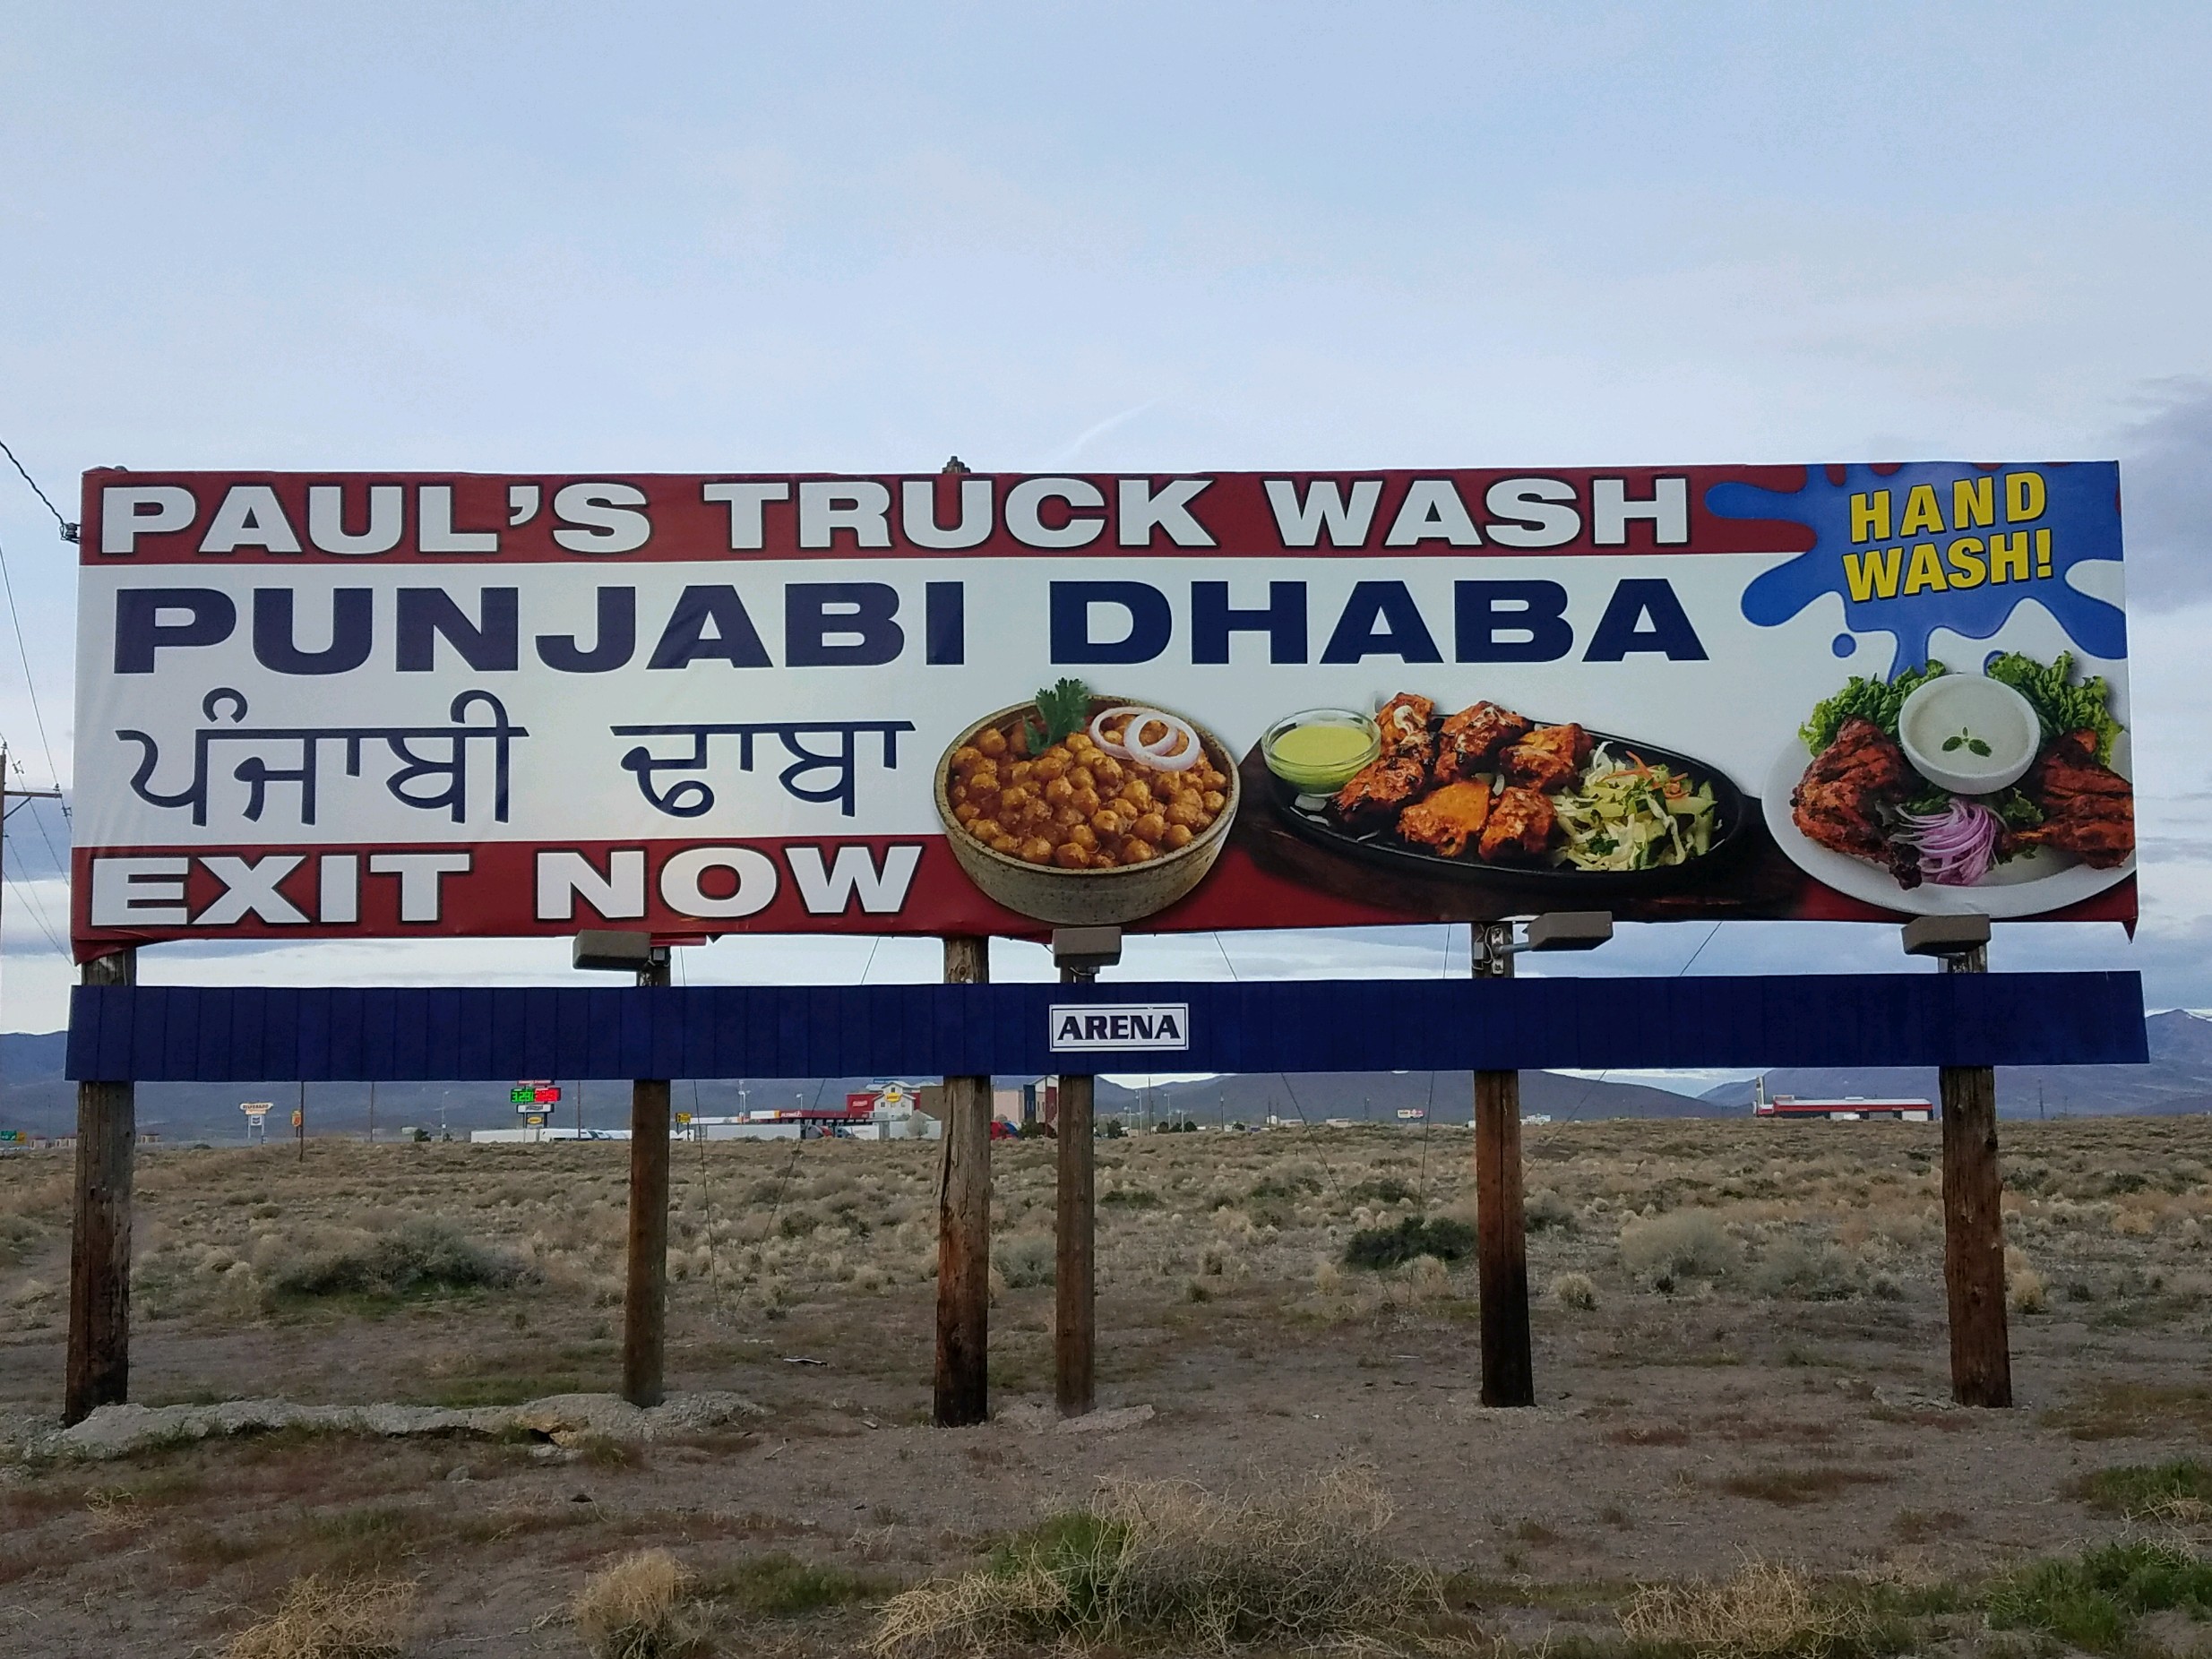 PAUL'S TRUCK WASH
HAND
WASH!
PUNJABI DHABA
ਪੰਜਾਬੀ ਢਾਬਾ
EXIT NOW
ARENA